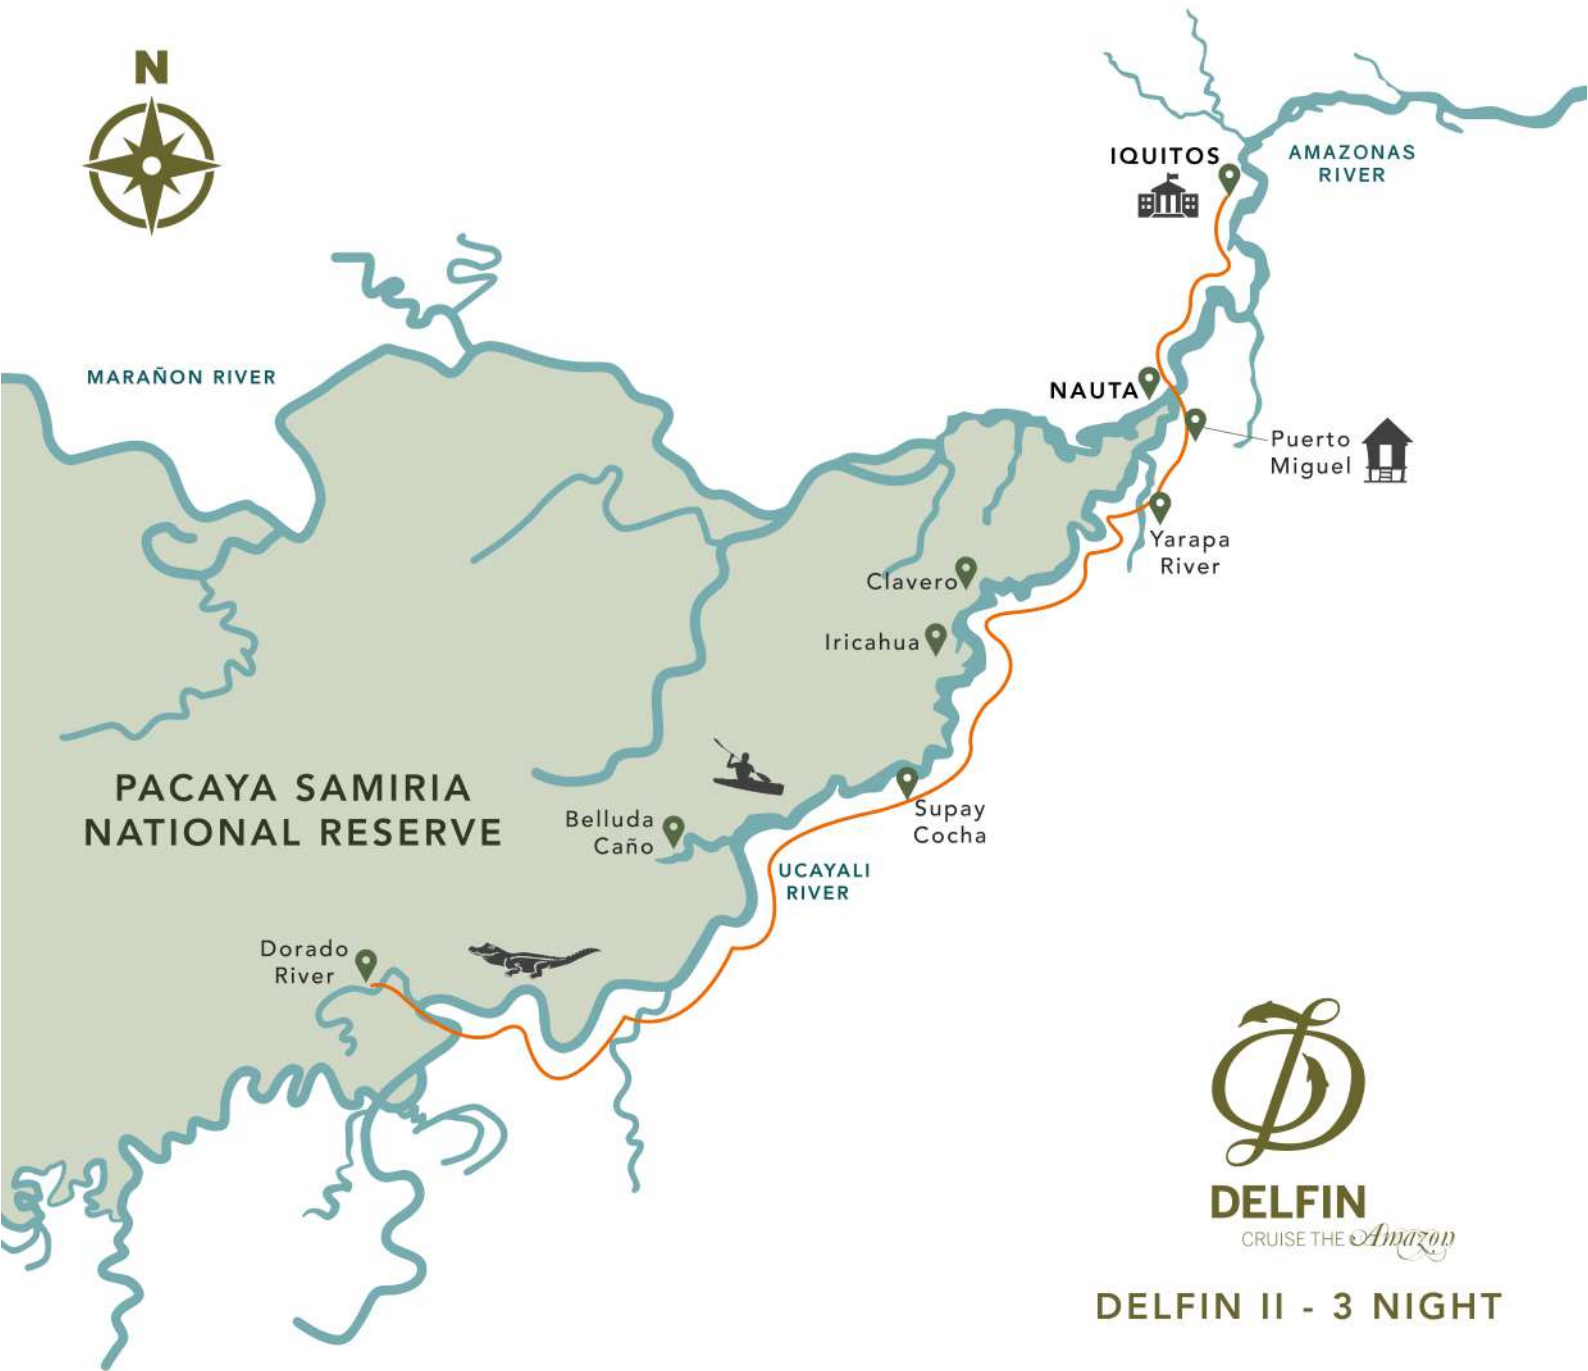 N
IQUITOS
AMAZONAS
RIVER
MARAÑON RIVER
NAUTA
Puerto
Miguel
Yarapa
River
Clavero
Iricahua
PACAYA SAMIRIA
NATIONAL RESERVE
Belluda
Caño
Supay
Cocha
UCAYALI
RIVER
Dorado
River
DELFIN
CRUISE THE Amazon
DELFIN II - 3 NIGHT